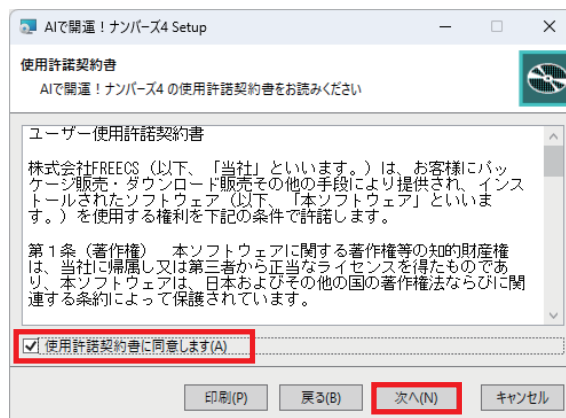 AIで開運！ナンバーズ4 Setup
使用許諾契約書
AIで開運！ナンバーズ4 の使用許諾契約書をお読みください
ユーザー使用許諾契約書
株式会社FREECS（以下、「当社」といいます。）は、お客様にパッ
ケージ販売・ダウンロード販売その他の手段により提供され、インス
トールされたソフトウェア（以下、「本ソフトウェア」といいま
す。）を使用する権利を下記の条件で許諾します。
第１条（著作権）　本ソフトウェアに関する著作権等の知的財産権
は、当社に帰属し又は第三者から正当なライセンスを得たものであ
り、本ソフトウェアは、日本およびその他の国の著作権法ならびに関
連する条約によって保護されています。
使用許諾契約書に同意します(A)
印刷(P) 戻る(B) 次へ(N) キャンセル